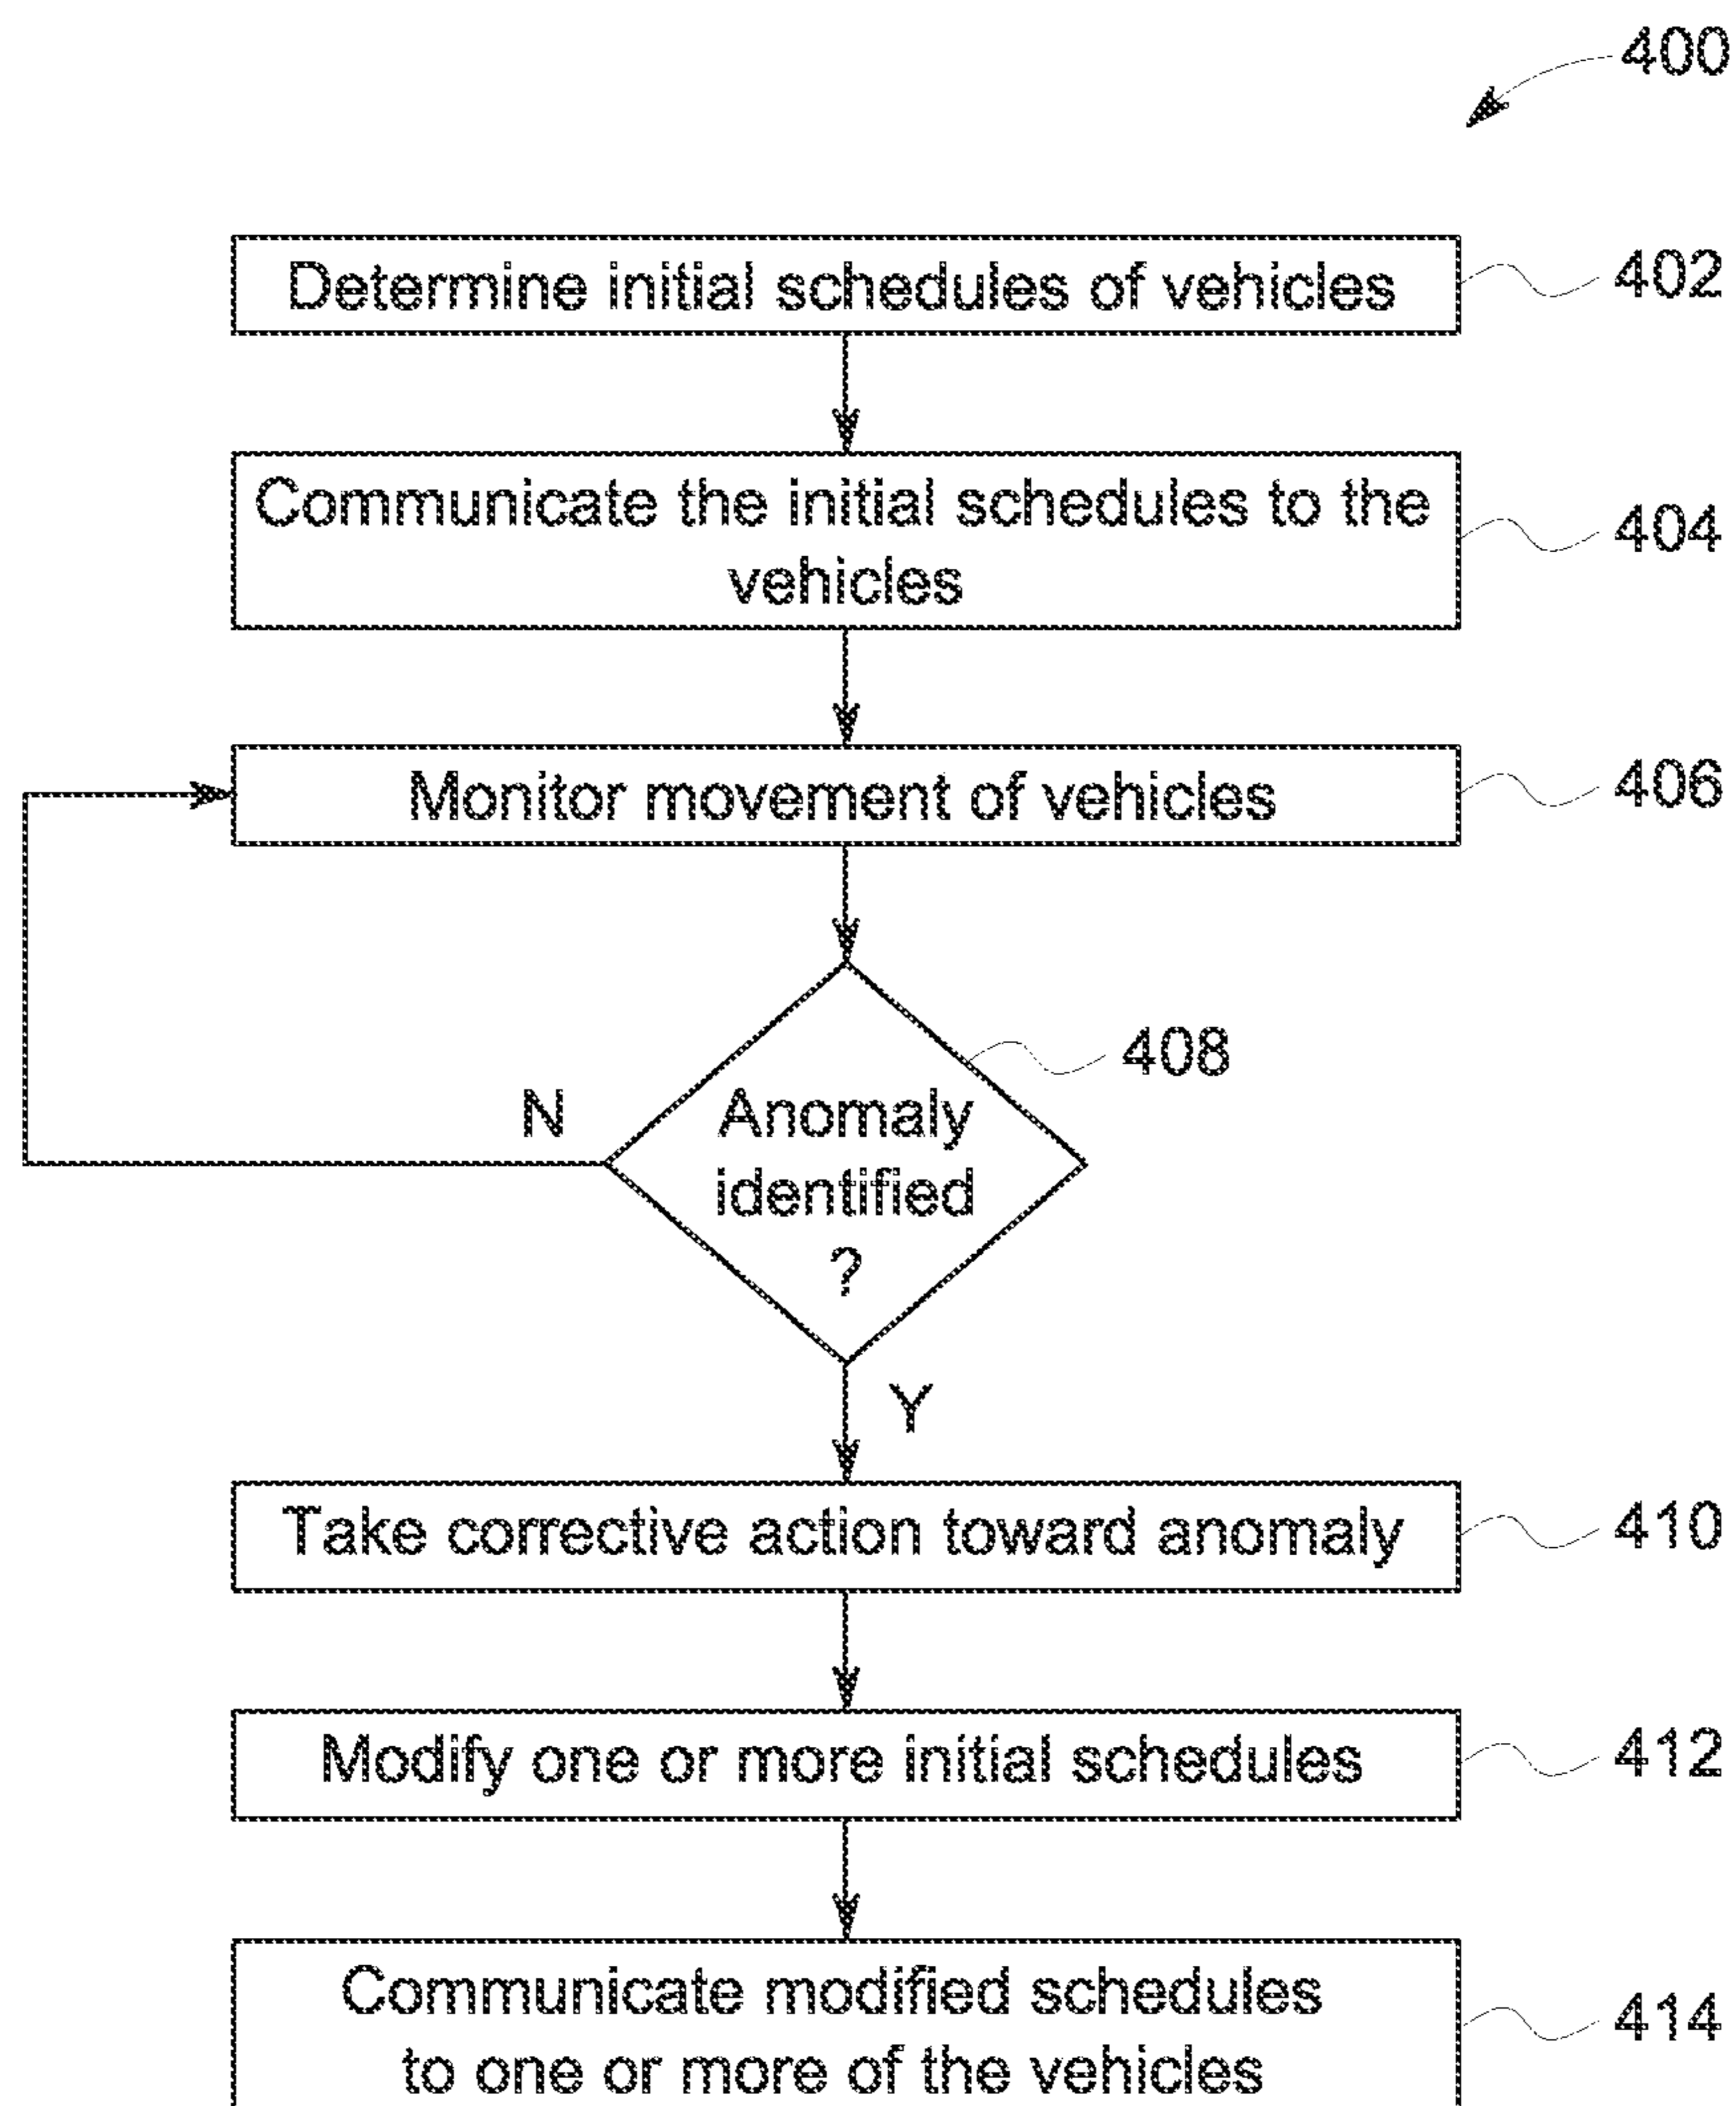 400
Determine initial schedules of vehicles
402
Communicate the initial schedules to the
vehicles
404
Monitor movement of vehicles
406
408
N
Anomaly
identified
?
Y
Take corrective action toward anomaly
410
Modify one or more initial schedules
412
Communicate modified schedules
to one or more of the vehicles
414